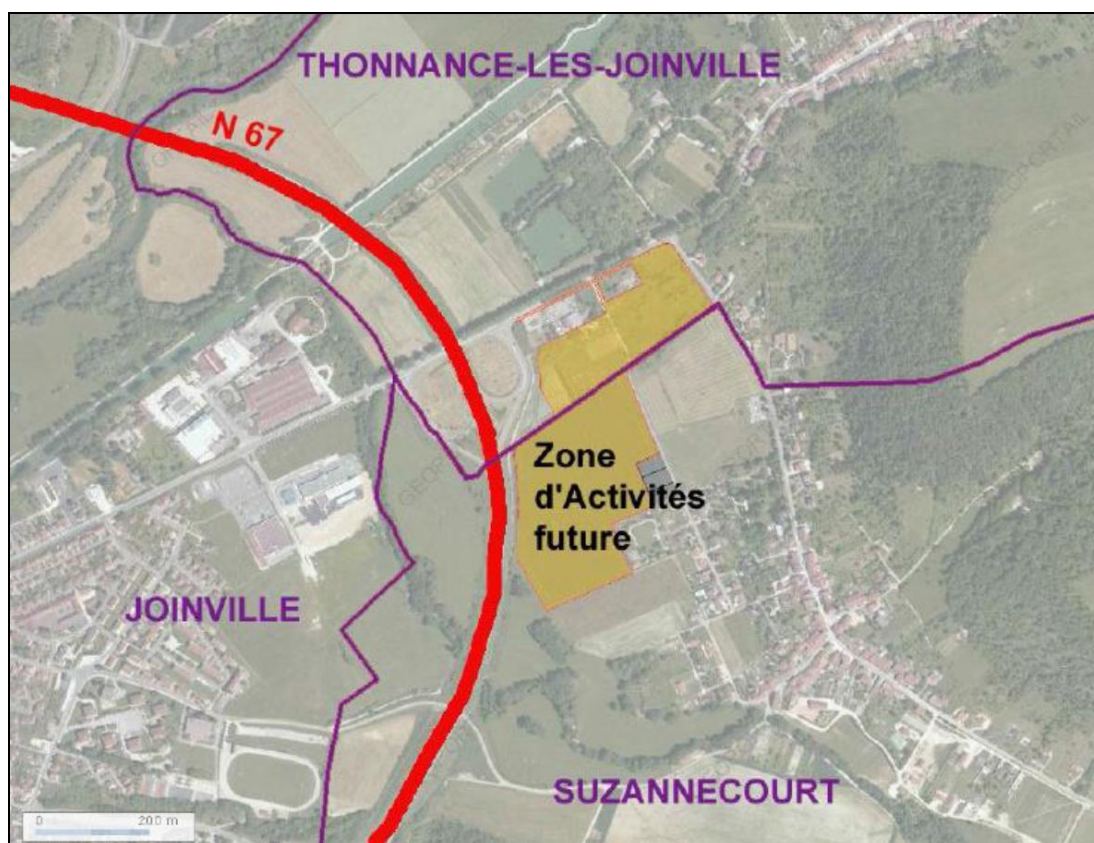 THONNANCE-LES-JOINVILLE
N 67
Zone
d'Activités
future
JOINVILLE
SUZANNECOURT
0 200 m